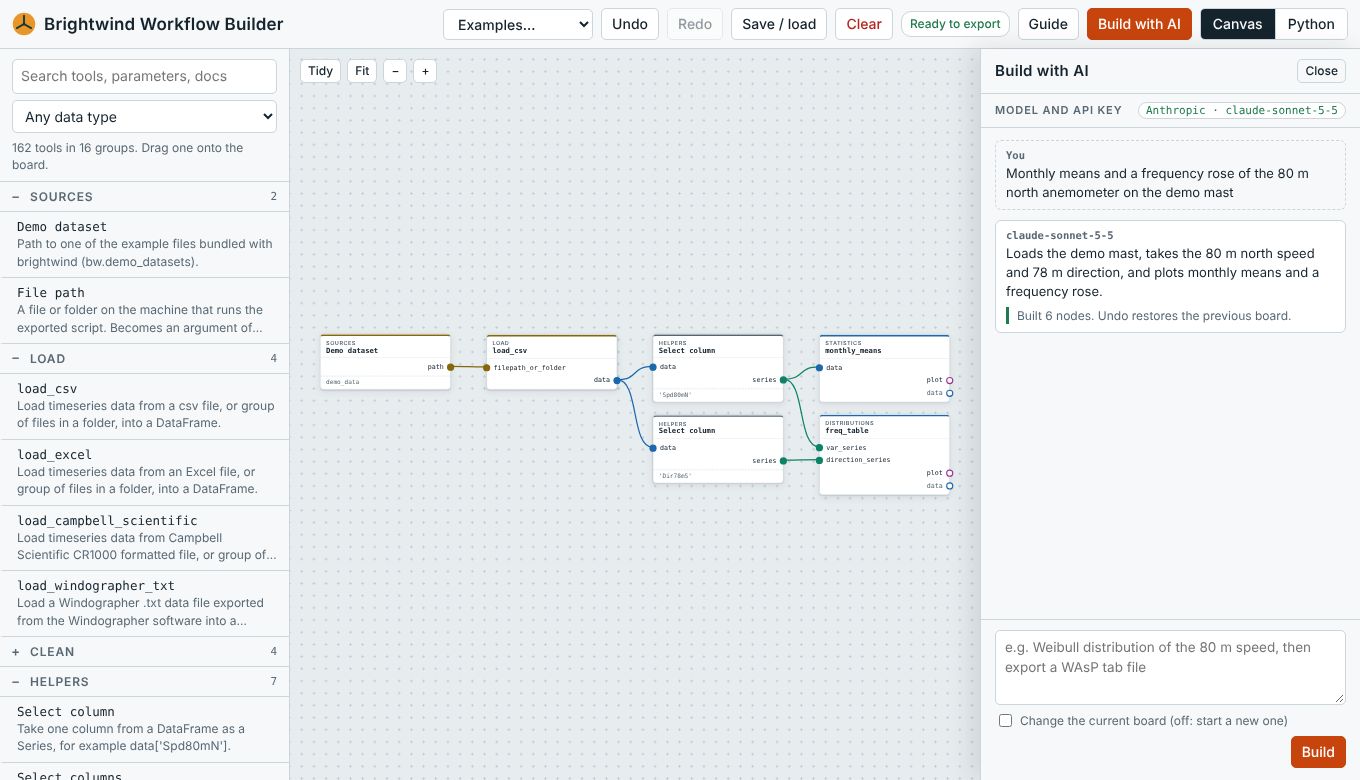 Brightwind Workflow Builder
Examples...
Undo
Redo
Save / load
Clear
Ready to export
Guide
Build with AI
Canvas
Python
Search tools, parameters, docs
Any data type
162 tools in 16 groups. Drag one onto the
board.
− SOURCES 2
Demo dataset
Path to one of the example files bundled with
brightwind (bw.demo_datasets).
File path
A file or folder on the machine that runs the
exported script. Becomes an argument of…
− LOAD 4
load_csv
Load timeseries data from a csv file, or group
of files in a folder, into a DataFrame.
load_excel
Load timeseries data from an Excel file, or
group of files in a folder, into a DataFrame.
load_campbell_scientific
Load timeseries data from Campbell
Scientific CR1000 formatted file, or group of…
load_windographer_txt
Load a Windographer .txt data file exported
from the Windographer software into a…
+ CLEAN 4
− HELPERS 7
Select column
Take one column from a DataFrame as a
Series, for example data['Spd80mN'].
Select columns
Tidy
Fit
−
+
SOURCES
Demo dataset
path
demo_data
LOAD
load_csv
filepath_or_folder
data
HELPERS
Select column
data
series
'Spd80mN'
HELPERS
Select column
data
series
'Dir78mS'
STATISTICS
monthly_means
data
plot
data
DISTRIBUTIONS
freq_table
var_series
direction_series
plot
data
Build with AI
Close
MODEL AND API KEY
Anthropic · claude-sonnet-5-5
You
Monthly means and a frequency rose of the 80 m
north anemometer on the demo mast
claude-sonnet-5-5
Loads the demo mast, takes the 80 m north speed
and 78 m direction, and plots monthly means and a
frequency rose.
Built 6 nodes. Undo restores the previous board.
e.g. Weibull distribution of the 80 m speed, then
export a WAsP tab file
Change the current board (off: start a new one)
Build